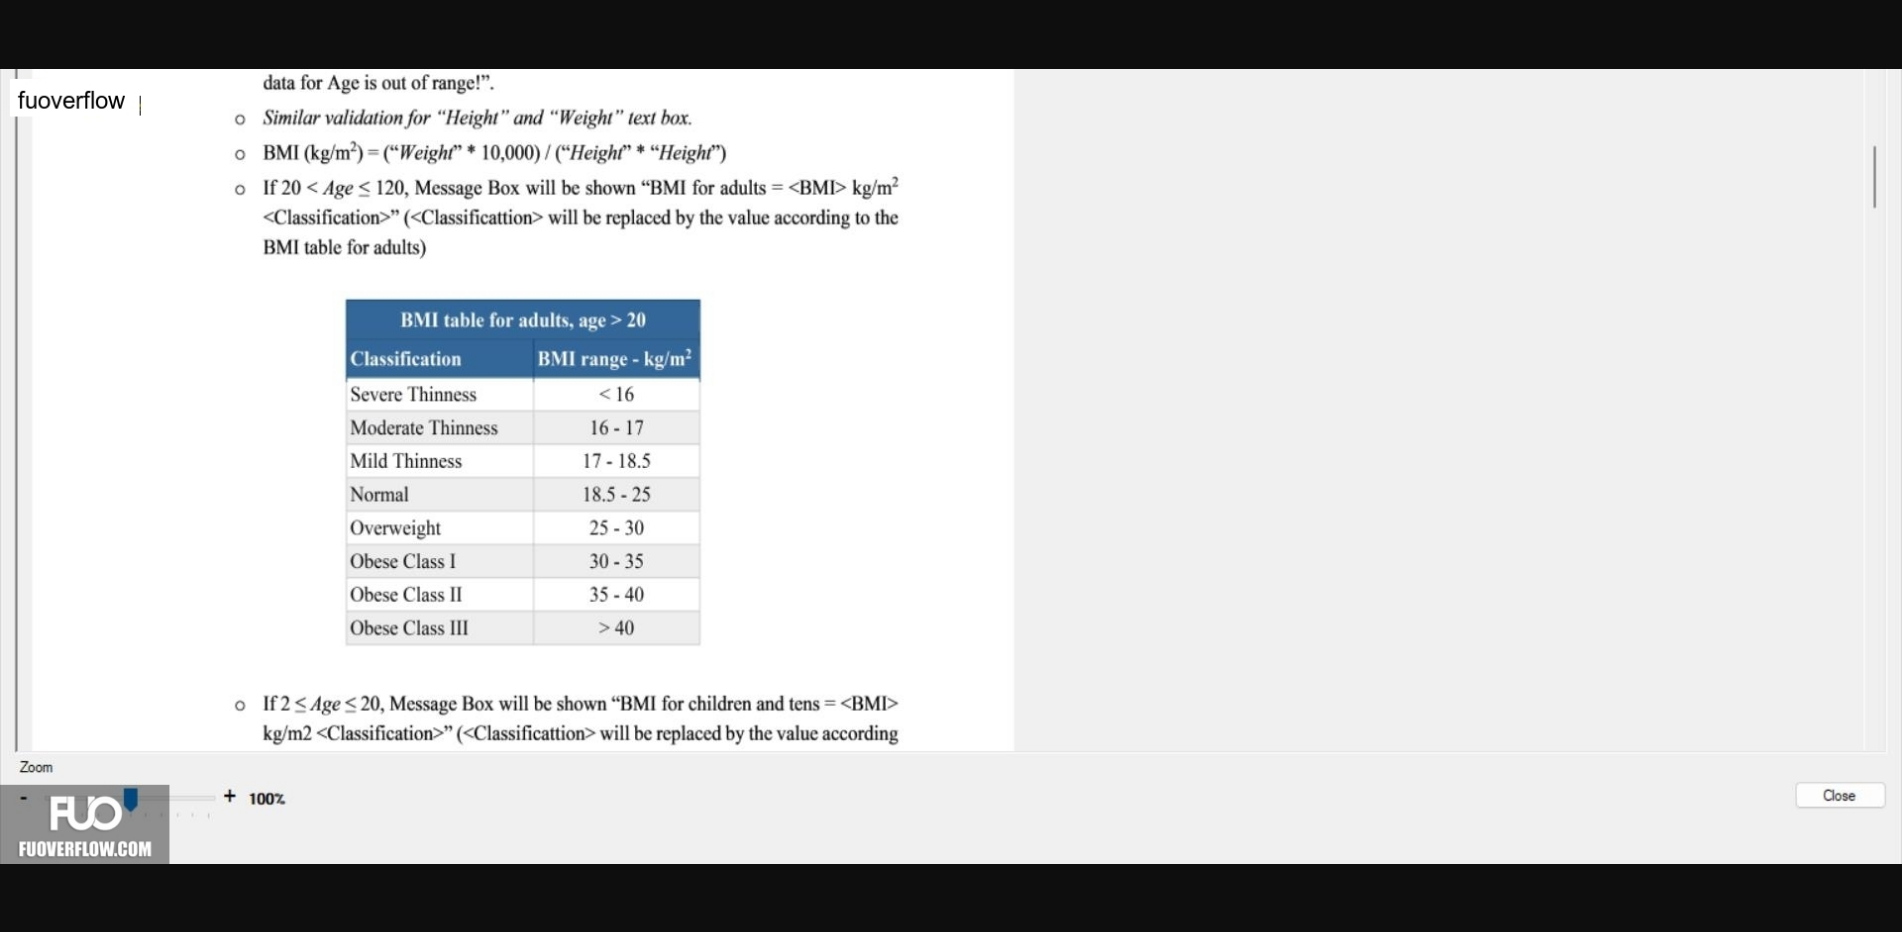 data for Age is out of range!”.
fuoverflow
o Similar validation for “Height” and “Weight” text box.
o BMI (kg/m²) = (“Weight” * 10,000) / (“Height” * “Height”)
o If 20 < Age ≤ 120, Message Box will be shown “BMI for adults = <BMI> kg/m²
<Classification>” (<Classificattion> will be replaced by the value according to the
BMI table for adults)
BMI table for adults, age > 20
Classification BMI range - kg/m²
Severe Thinness < 16
Moderate Thinness 16 - 17
Mild Thinness 17 - 18.5
Normal 18.5 - 25
Overweight 25 - 30
Obese Class I 30 - 35
Obese Class II 35 - 40
Obese Class III > 40
o If 2 ≤ Age ≤ 20, Message Box will be shown “BMI for children and tens = <BMI>
kg/m2 <Classification>” (<Classificattion> will be replaced by the value according
Zoom
- + 100%
Close
FUO
FUOVERFLOW.COM